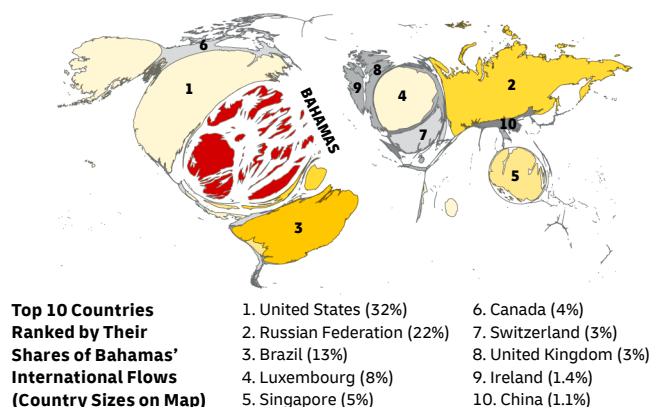 6
1
BAHAMAS
8
9
4
2
7
10
5
3
Top 10 Countries
Ranked by Their
Shares of Bahamas'
International Flows
(Country Sizes on Map)
1. United States (32%)
2. Russian Federation (22%)
3. Brazil (13%)
4. Luxembourg (8%)
5. Singapore (5%)
6. Canada (4%)
7. Switzerland (3%)
8. United Kingdom (3%)
9. Ireland (1.4%)
10. China (1.1%)